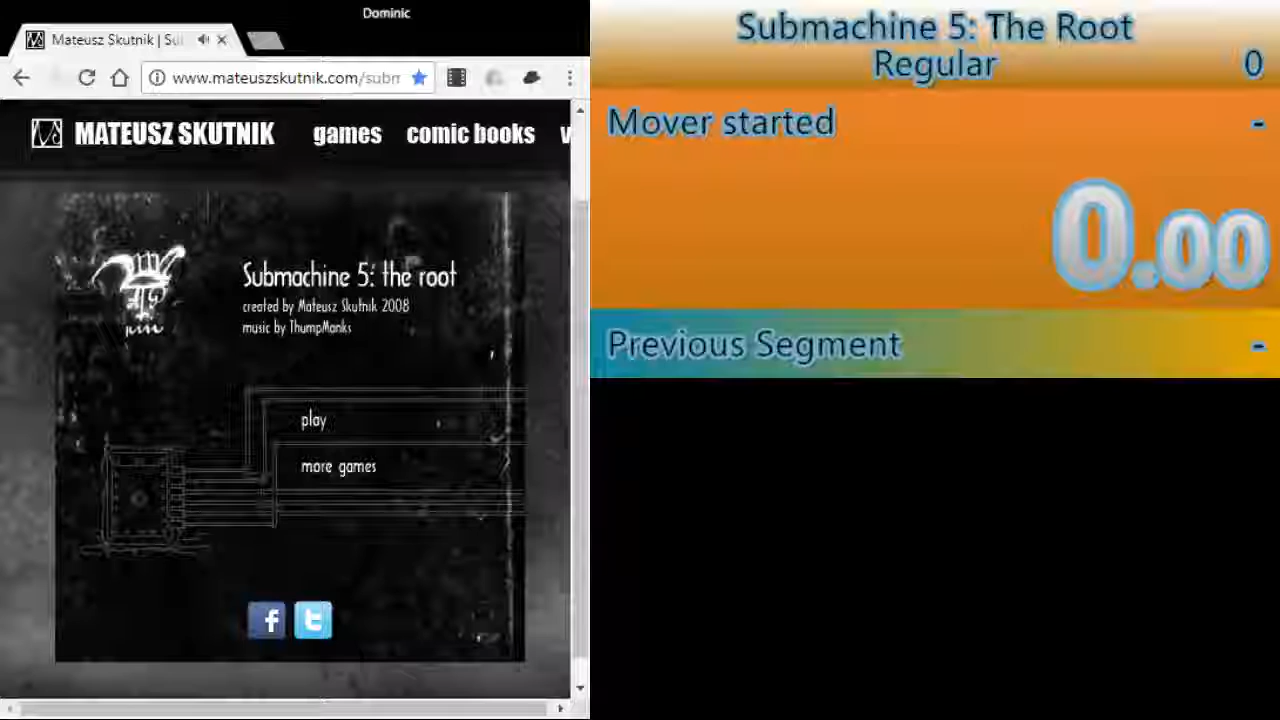 Dominic
Mateusz Skutnik | Sul
www.mateuszskutnik.com/subn
MATEUSZ SKUTNIK games comic books v
Submachine 5: the root
created by Mateusz Skutnik 2008
music by ThumpMonks
play
more games
Submachine 5: The Root
Regular 0
Mover started -
0.00
Previous Segment -